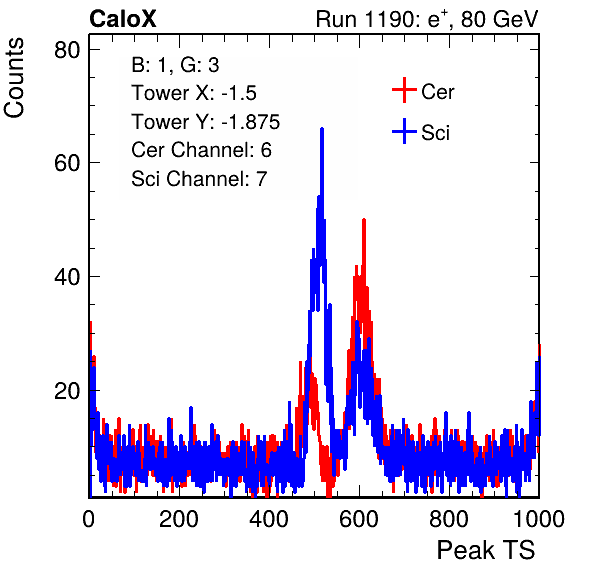 CaloX
Run 1190: e⁺, 80 GeV
Counts
80
60
40
20
B: 1, G: 3
Tower X: -1.5
Tower Y: -1.875
Cer Channel: 6
Sci Channel: 7
Cer
Sci
0 200 400 600 800 1000
Peak TS